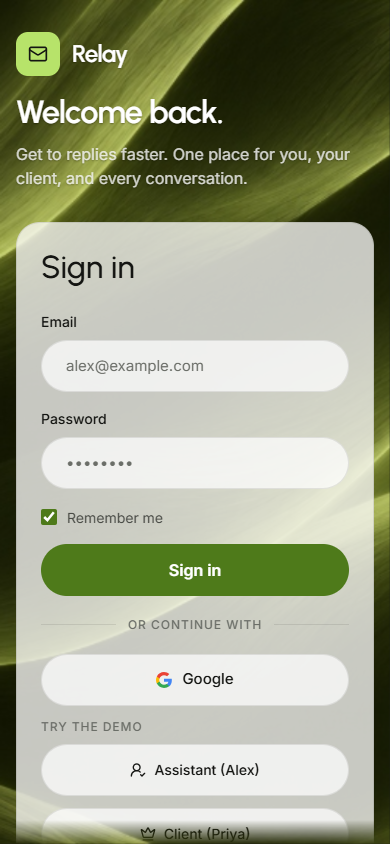 Relay
Welcome back.
Get to replies faster. One place for you, your
client, and every conversation.
Sign in
Email
alex@example.com
Password
••••••••
Remember me
Sign in
OR CONTINUE WITH
Google
TRY THE DEMO
Assistant (Alex)
Client (Priya)